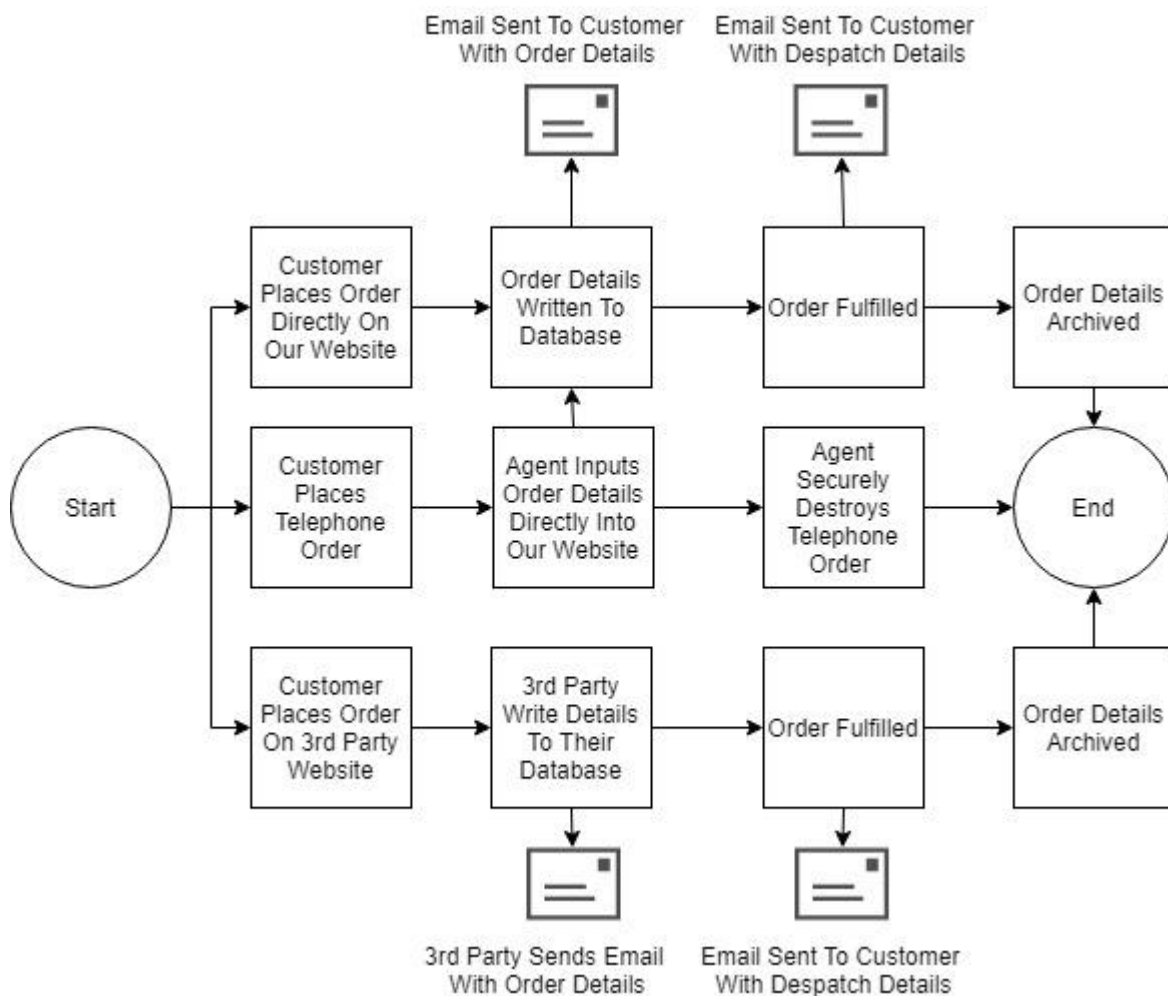 Email Sent To Customer
With Order Details
Email Sent To Customer
With Despatch Details
Customer
Places Order
Directly On
Our Website
Order Details
Written To
Database
Order Fulfilled
Order Details
Archived
Start
Customer
Places
Telephone
Order
Agent Inputs
Order Details
Directly Into
Our Website
Agent
Securely
Destroys
Telephone
Order
End
Customer
Places Order
On 3rd Party
Website
3rd Party
Write Details
To Their
Database
Order Fulfilled
Order Details
Archived
3rd Party Sends Email
With Order Details
Email Sent To Customer
With Despatch Details